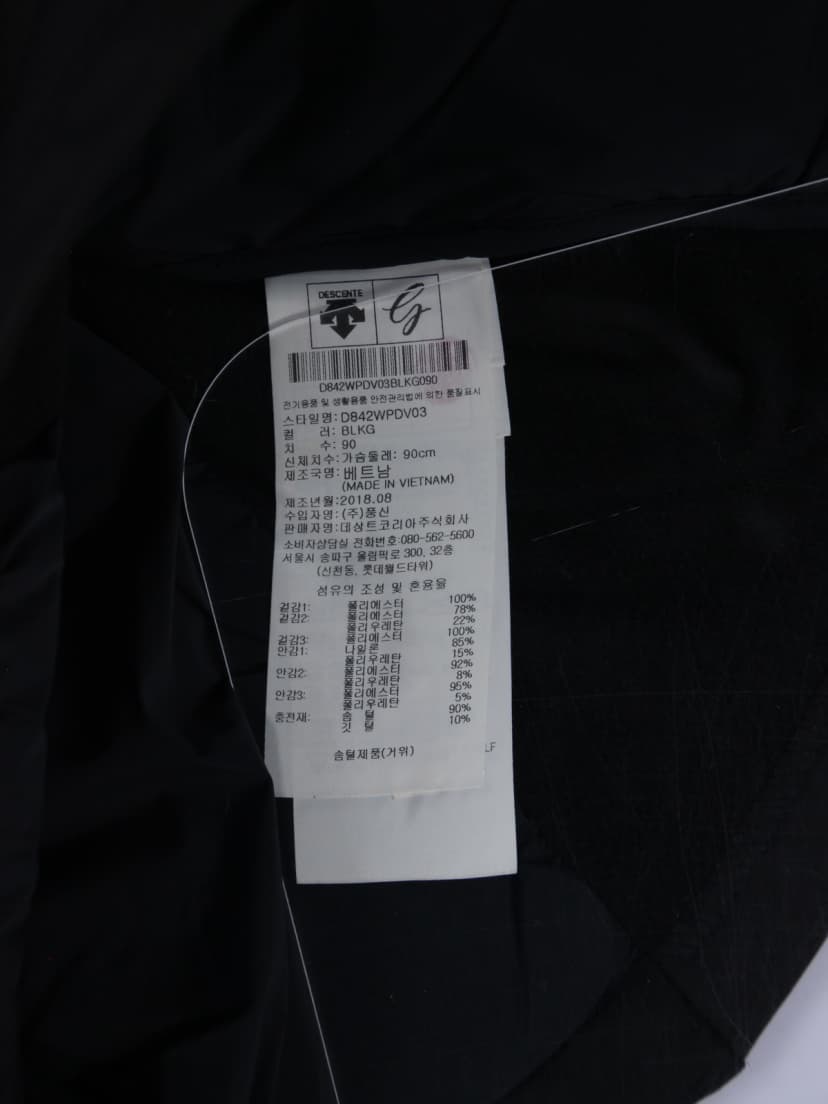 DESCENTE
G
D842WPDV03BLKG090
전기용품 및 생활용품 안전관리법에 의한 품질표시
스타일명: D842WPDV03
컬 러: BLKG
치 수: 90
신체치수: 가슴둘레: 90cm
제조국명: 베트남
(MADE IN VIETNAM)
제조년월: 2018.08
수입자명: (주)풍신
판매자명: 데상트코리아주식회사
소비자상담실 전화번호: 080-562-5600
서울시 송파구 올림픽로 300, 32층
(신천동, 롯데월드타워)
섬유의 조성 및 혼용율
겉감1: 폴리에스터 100%
겉감2: 폴리에스터 78%
폴리우레탄 22%
겉감3: 폴리에스터 100%
안감1: 나일론 85%
폴리우레탄 15%
안감2: 폴리에스터 92%
폴리우레탄 8%
안감3: 폴리에스터 95%
폴리우레탄 5%
충전재: 솜 털 90%
깃 털 10%
솜털제품(거위)
LF